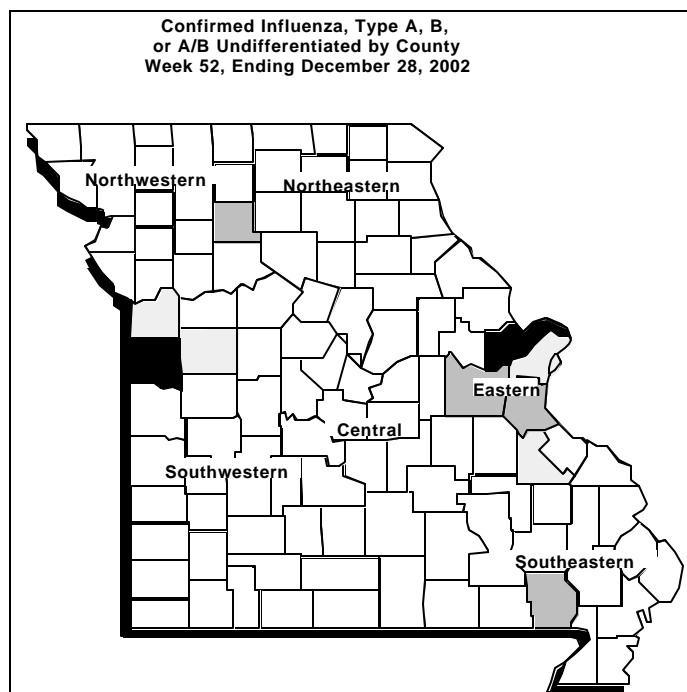 Confirmed Influenza, Type A, B,
or A/B Undifferentiated by County
Week 52, Ending December 28, 2002
Northwestern
Northeastern
Eastern
Central
Southwestern
Southeastern